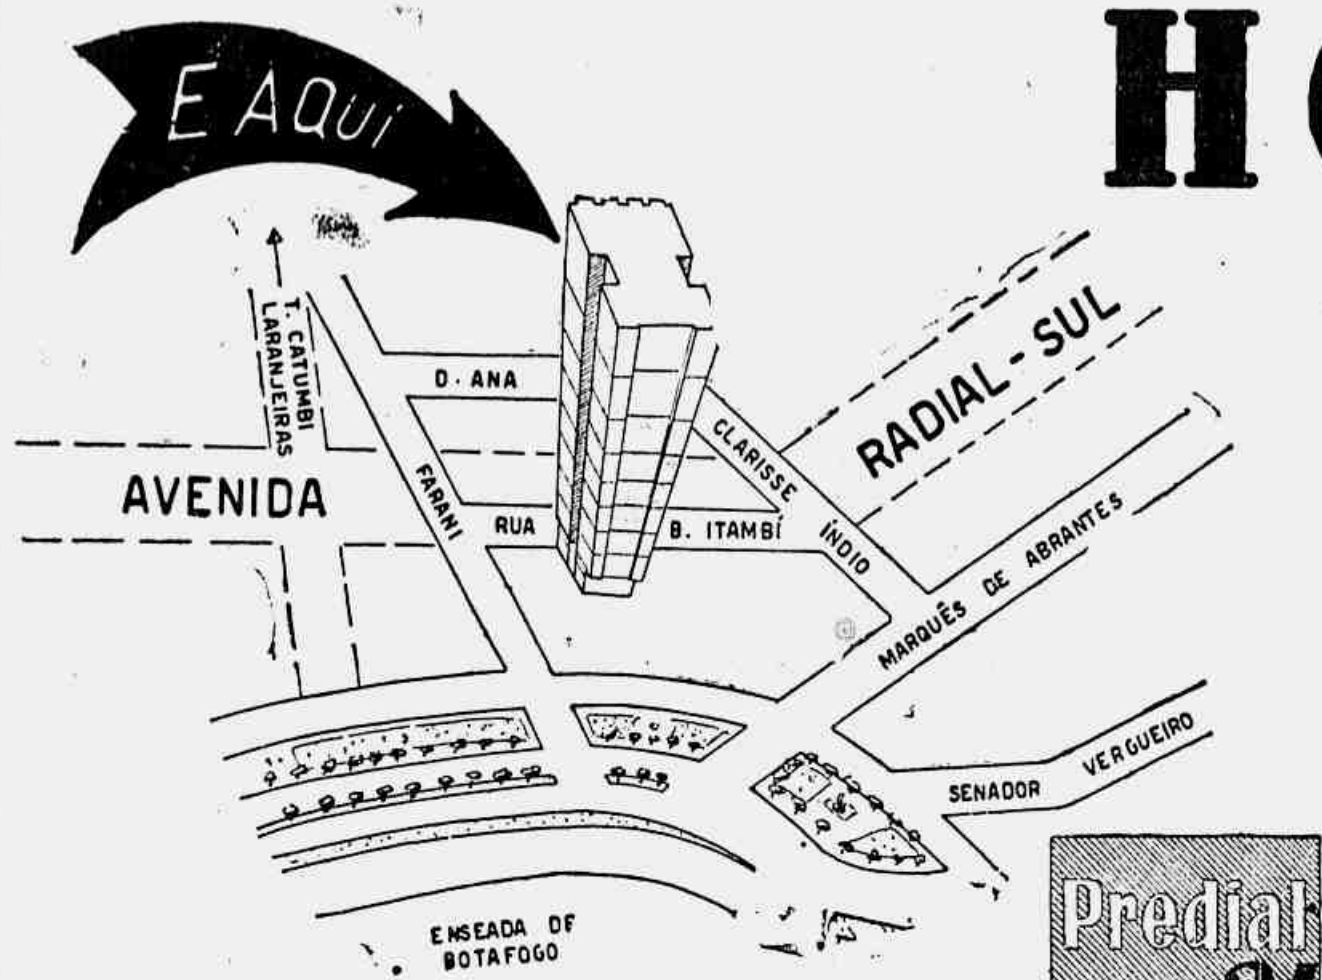 E AQUI
H
T. CATUMBI
LARANJEIRAS
D. ANA
RADIAL - SUL
CLARISSE
ÍNDIO
AVENIDA
FARANI
RUA
B. ITAMBÍ
MARQUÊS DE ABRANTES
SENADOR VERGUEIRO
ENSEADA DE
BOTAFOGO
Predial